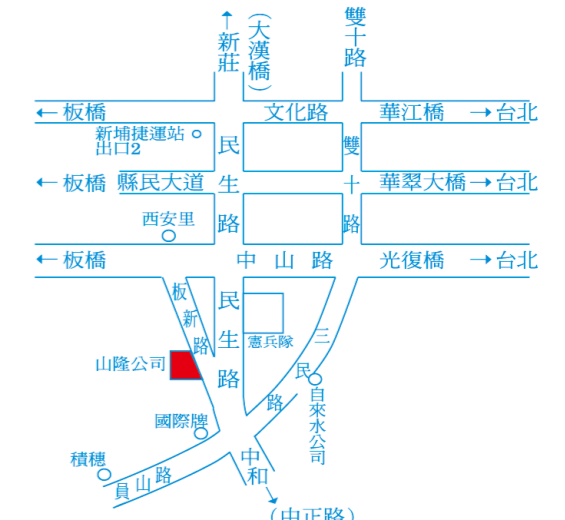 ↑新莊
(大漢橋)
雙十路
←板橋
文化路
華江橋
→台北
新埔捷運站
出口2
民生路
雙十路
←板橋
縣民大道
華翠大橋→台北
西安里
←板橋
中山路
光復橋
→台北
板新路
民生路
憲兵隊
三民路
山隆公司
自來水公司
國際牌
積穗
員山路
中和
(中正路)